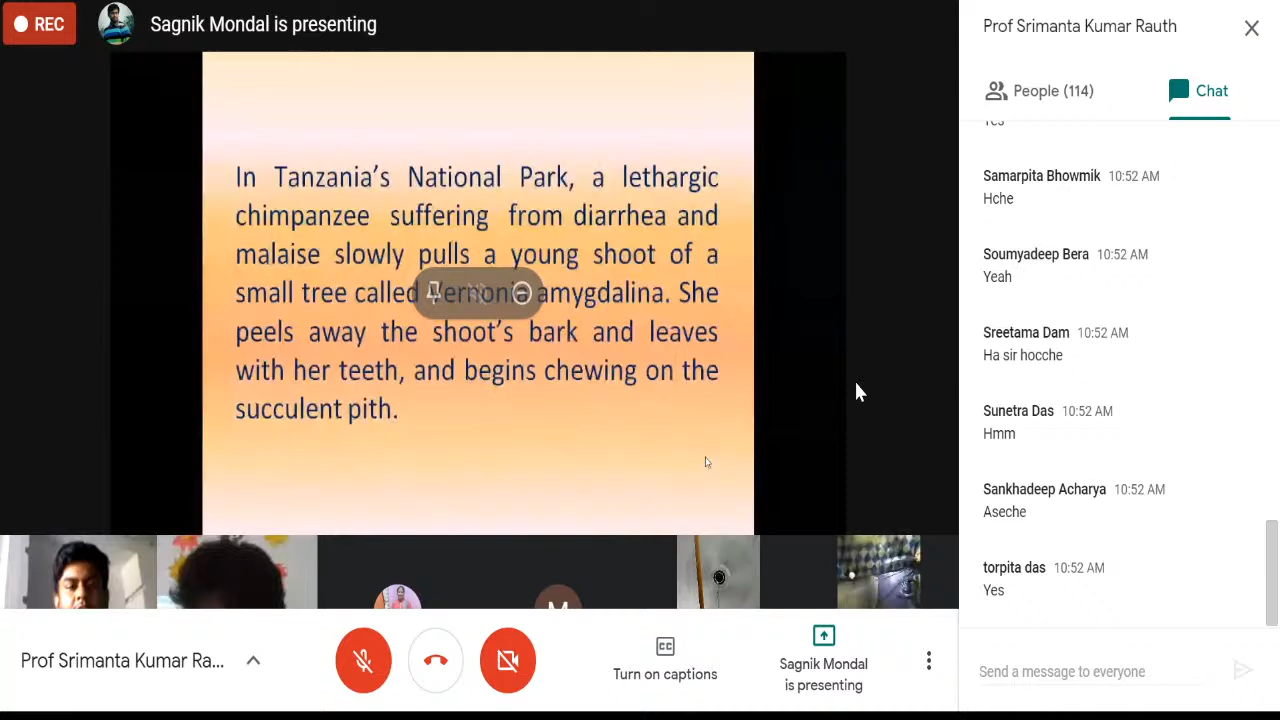 REC
Sagnik Mondal is presenting
In Tanzania's National Park, a lethargic
chimpanzee suffering from diarrhea and
malaise slowly pulls a young shoot of a
small tree called Vernonia amygdalina. She
peels away the shoot's bark and leaves
with her teeth, and begins chewing on the
succulent pith.
M
Prof Srimanta Kumar Ra...
Turn on captions
Sagnik Mondal
is presenting
Prof Srimanta Kumar Rauth
People (114)
Chat
Yes
Samarpita Bhowmik 10:52 AM
Hche
Soumyadeep Bera 10:52 AM
Yeah
Sreetama Dam 10:52 AM
Ha sir hocche
Sunetra Das 10:52 AM
Hmm
Sankhadeep Acharya 10:52 AM
Aseche
torpita das 10:52 AM
Yes
Send a message to everyone